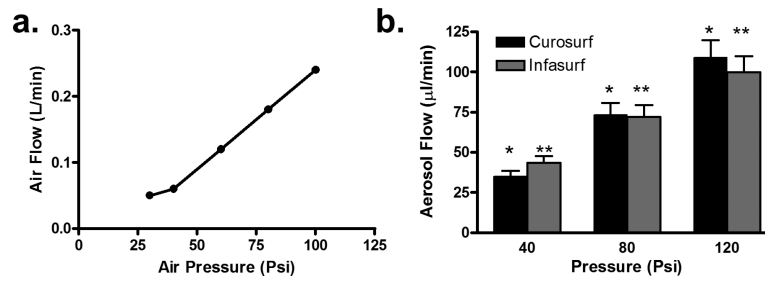 a.
Air Flow (L/min)
0.3
0.2
0.1
0.0
0 25 50 75 100 125
Air Pressure (Psi)
b.
Aerosol Flow (μl/min)
125
100
75
50
25
0
Curosurf
Infasurf
* **
* **
* **
40 80 120
Pressure (Psi)